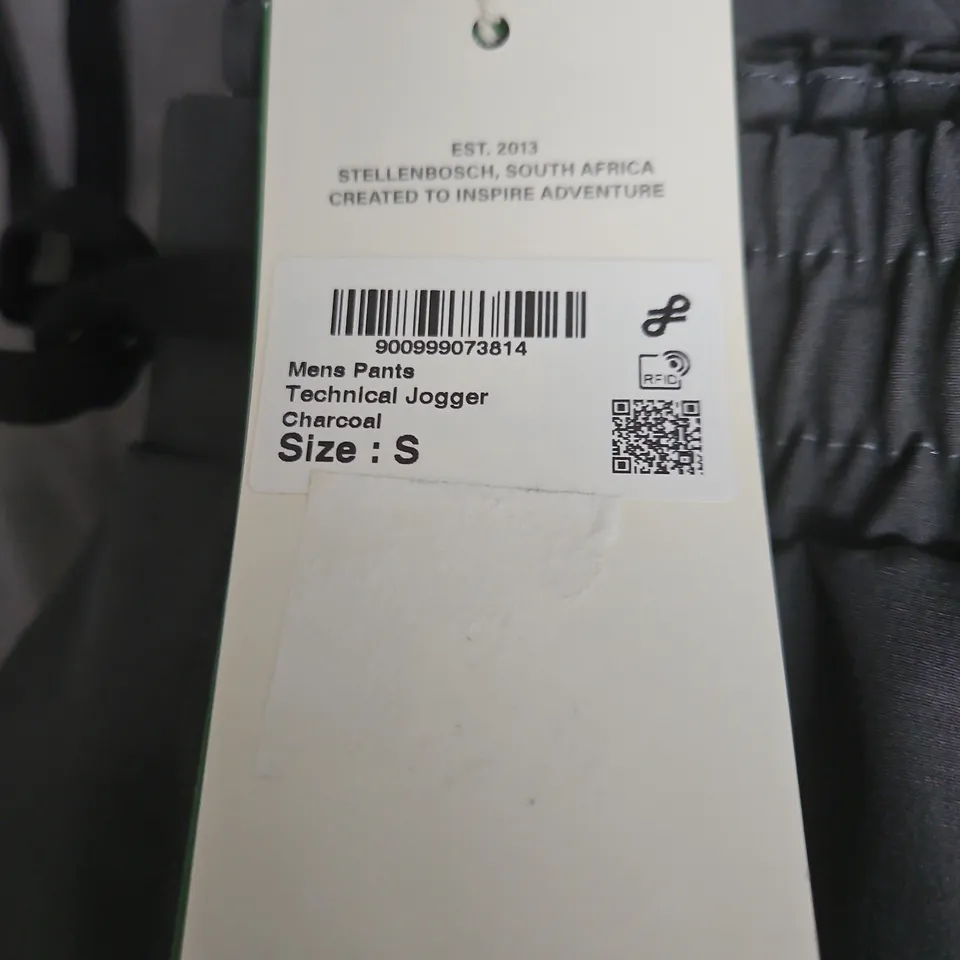 EST. 2013
STELLENBOSCH, SOUTH AFRICA
CREATED TO INSPIRE ADVENTURE
900999073814
Mens Pants
Technical Jogger
Charcoal
Size : S
RFID